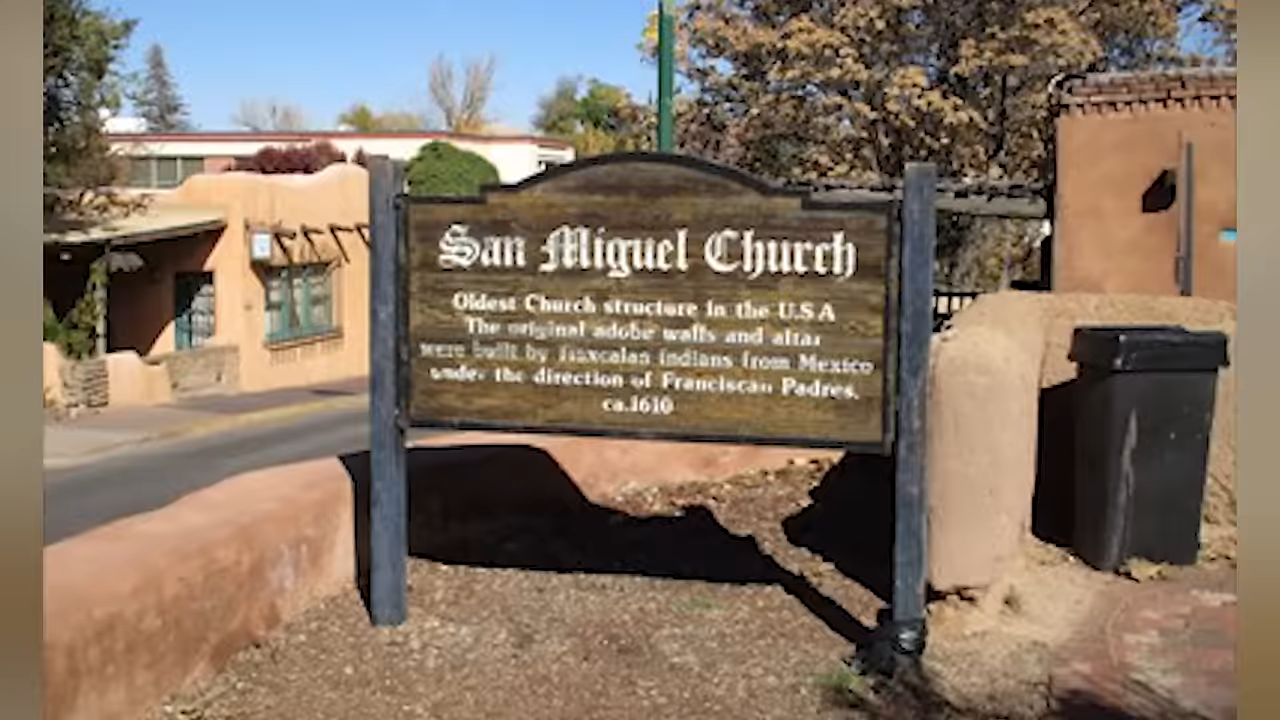 San Miguel Church
Oldest Church structure in the U.S.A
The original adobe walls and altar
were built by Tlaxcalan Indians from Mexico
under the direction of Franciscan Padres.
ca.1610